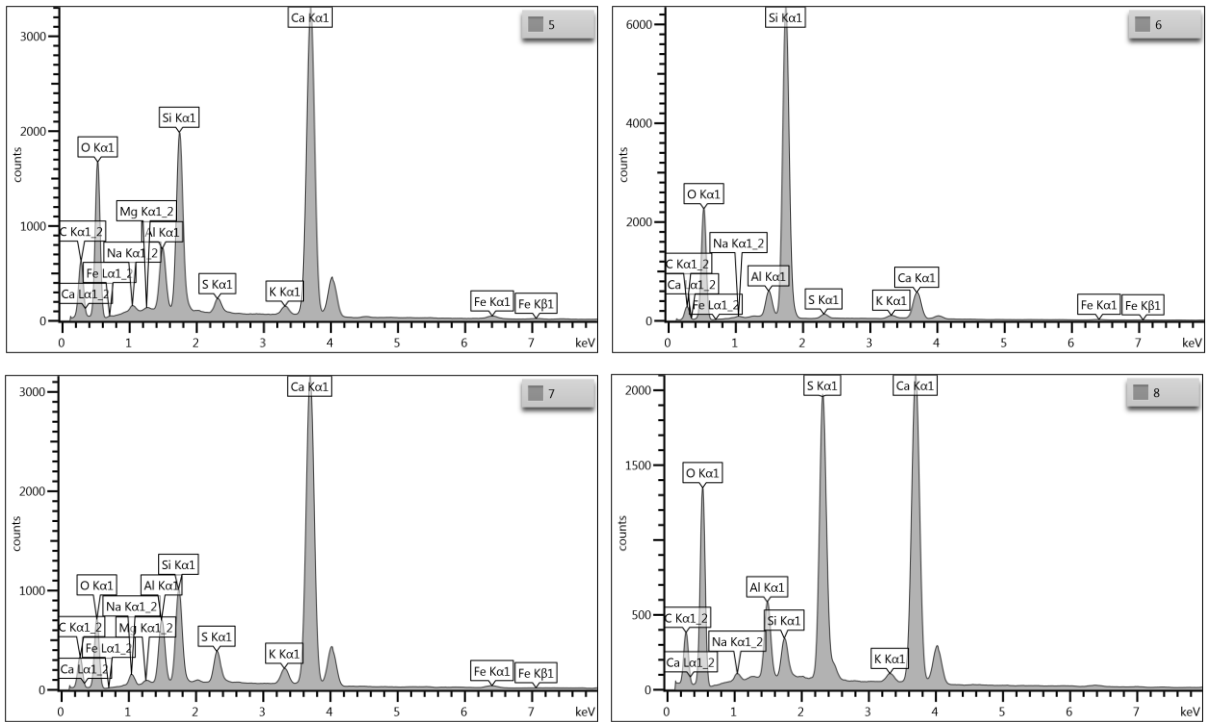 Ca Kα1
5
3000
Si Kα1
2000
O Kα1
counts
Mg Kα1_2
C Kα1_2
Al Kα1
1000
Na Kα1_2
Fe Lα1_2
Ca Lα1_2
S Kα1
K Kα1
Fe Kα1
Fe Kβ1
0
0 1 2 3 4 5 6 7 keV
Si Kα1
6
6000
4000
counts
O Kα1
2000
Na Kα1_2
C Kα1_2
Al Kα1
Ca Kα1
Ca Lα1_2
Fe Lα1_2
S Kα1
K Kα1
Fe Kα1
Fe Kβ1
0
0 1 2 3 4 5 6 7 keV
Ca Kα1
7
3000
2000
counts
Si Kα1
O Kα1
Al Kα1
1000
Na Kα1_2
C Kα1_2
Mg Kα1_2
Fe Lα1_2
S Kα1
Ca Lα1_2
K Kα1
Fe Kα1
Fe Kβ1
0
0 1 2 3 4 5 6 7 keV
2000
S Kα1
Ca Kα1
8
1500
O Kα1
counts
Al Kα1
500
C Kα1_2
Si Kα1
Na Kα1_2
Ca Lα1_2
K Kα1
0
0 1 2 3 4 5 6 7 keV